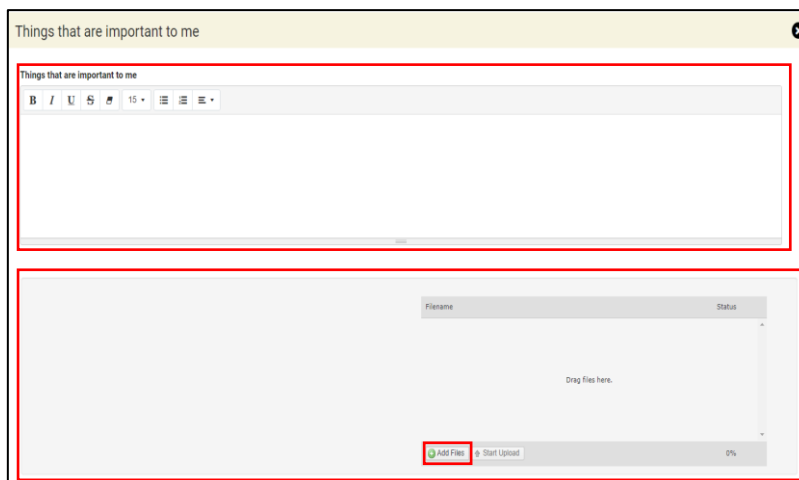 Things that are important to me
Things that are important to me
B I U S 15
Filename Status
Drag files here.
Add Files Start Upload 0%